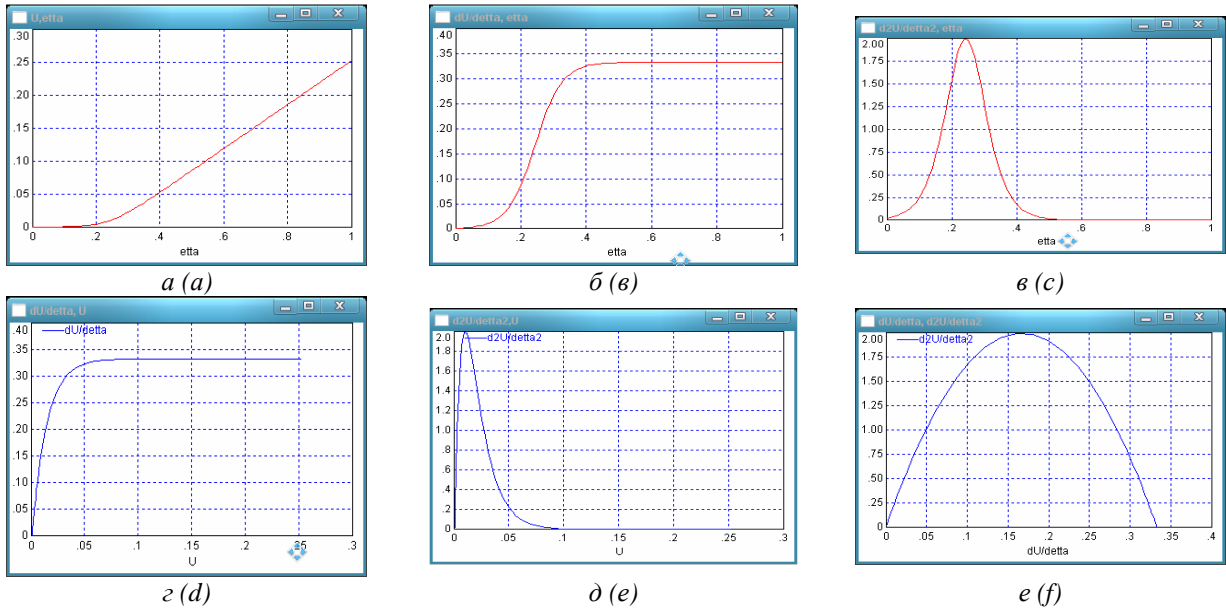 U,etta
.30
.25
.20
.15
.10
.05
0
0 .2 .4 .6 .8 1
etta
а (a)
dU/detta, etta
.40
.35
.30
.25
.20
.15
.10
.05
0
0 .2 .4 .6 .8 1
б (в)
d2U/detta2, etta
2.00
1.75
1.50
1.25
1.00
.75
.50
.25
0
0 .2 .4 .6 .8 1
etta
в (c)
dU/detta, U
dU/detta
.40
.35
.30
.25
.20
.15
.10
.05
0
0 .05 .1 .15 .2 .25 .3
U
г (d)
d2U/detta2,U
d2U/detta2
2.0
1.8
1.6
1.4
1.2
1.0
.8
.6
.4
.2
0
0 .05 .1 .15 .2 .25 .3
U
д (e)
dU/detta, d2U/detta2
d2U/detta2
2.00
1.75
1.50
1.25
1.00
.75
.50
.25
0
0 .05 .1 .15 .2 .25 .3 .35 .4
dU/detta
е (f)